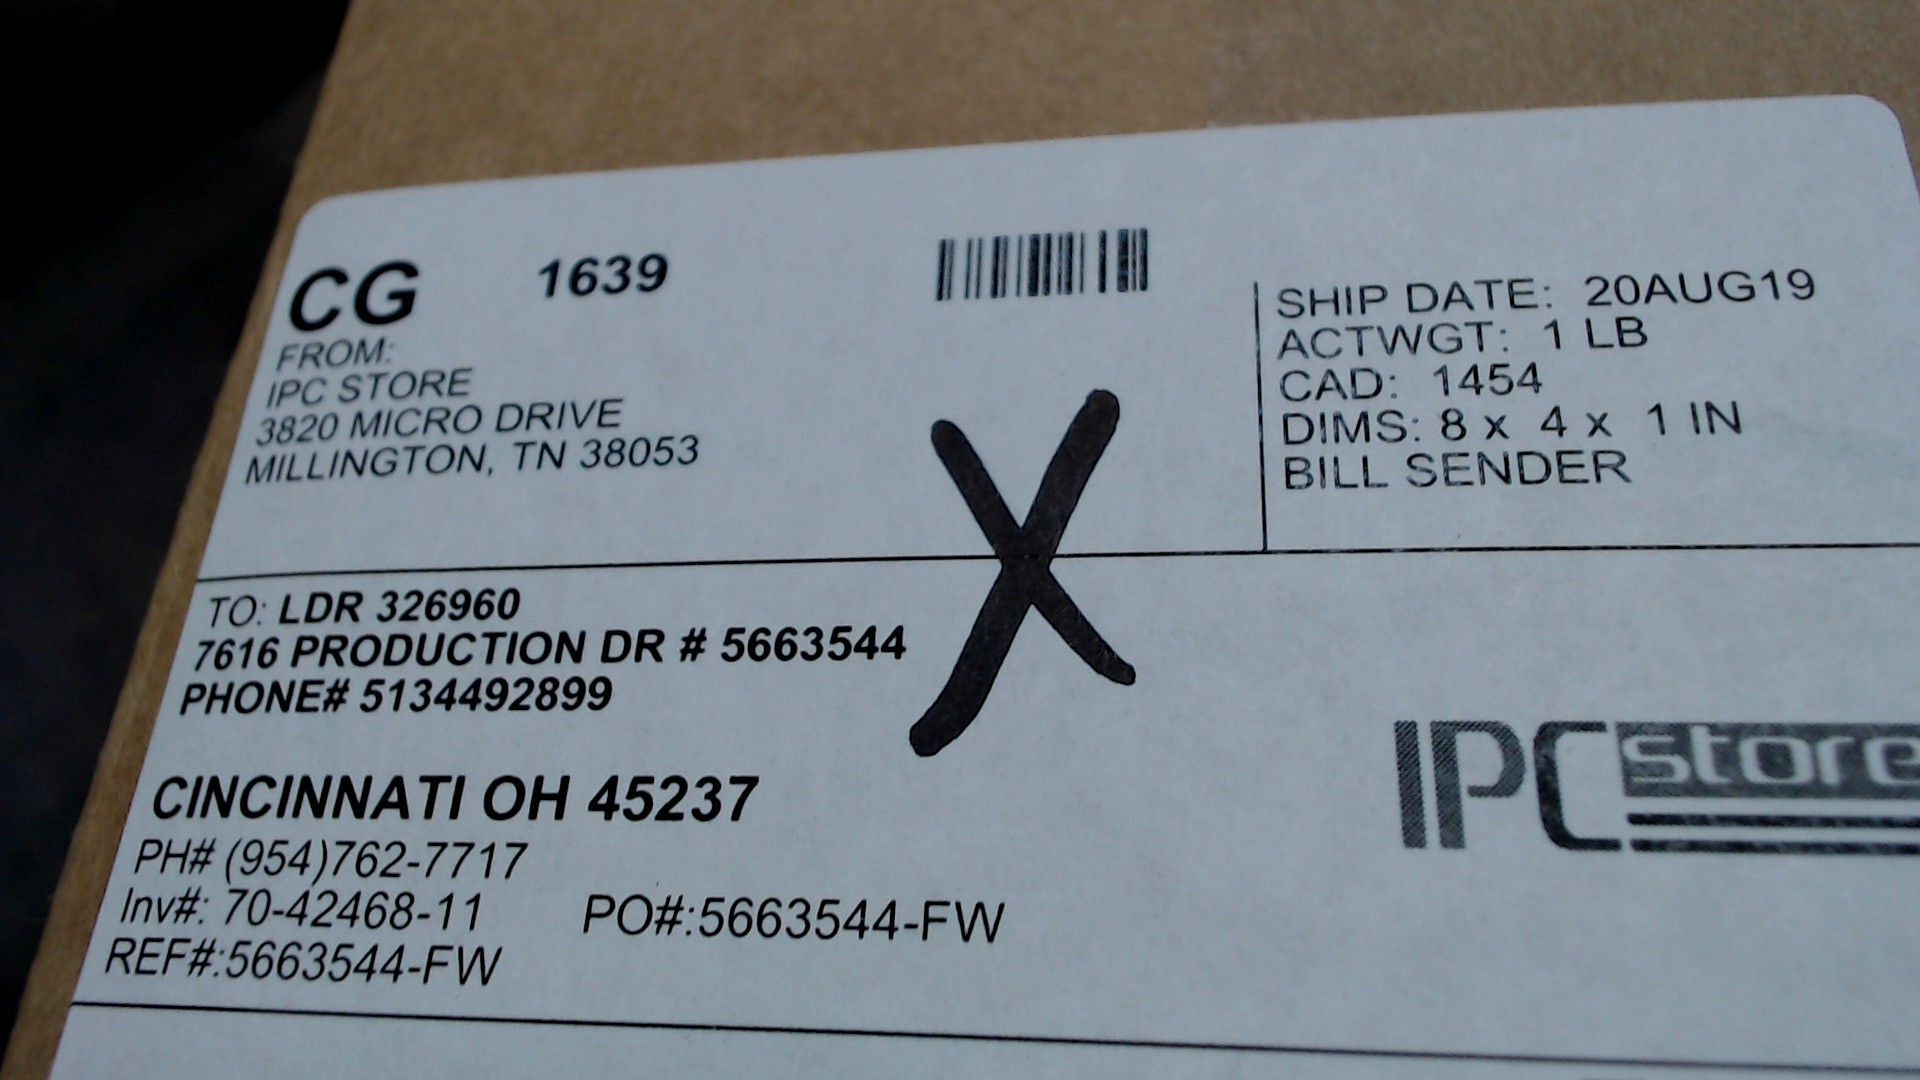 CG 1639
FROM:
IPC STORE
3820 MICRO DRIVE
MILLINGTON, TN 38053
SHIP DATE: 20AUG19
ACTWGT: 1 LB
CAD: 1454
DIMS: 8 x 4 x 1 IN
BILL SENDER
X
TO: LDR 326960
7616 PRODUCTION DR # 5663544
PHONE# 5134492899
CINCINNATI OH 45237
PH# (954)762-7717
Inv#: 70-42468-11 PO#:5663544-FW
REF#:5663544-FW
IPC store